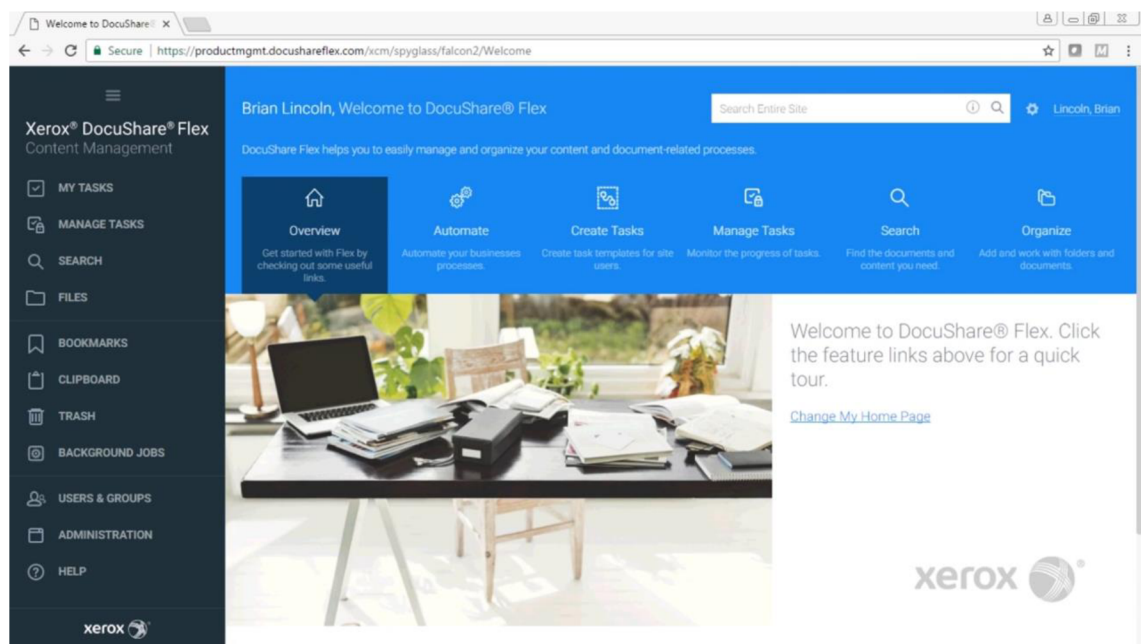 Welcome to DocuShare®
Secure | https://productmgmt.docushareflex.com/xcm/spyglass/falcon2/Welcome
Xerox® DocuShare® Flex
Content Management
MY TASKS
MANAGE TASKS
SEARCH
FILES
BOOKMARKS
CLIPBOARD
TRASH
BACKGROUND JOBS
USERS & GROUPS
ADMINISTRATION
HELP
xerox
Brian Lincoln, Welcome to DocuShare® Flex
Search Entire Site
Lincoln, Brian
DocuShare Flex helps you to easily manage and organize your content and document-related processes.
Overview
Get started with Flex by
checking out some useful
links.
Automate
Automate your businesses
processes.
Create Tasks
Create task templates for site
users.
Manage Tasks
Monitor the progress of tasks.
Search
Find the documents and
content you need.
Organize
Add and work with folders and
documents.
Welcome to DocuShare® Flex. Click
the feature links above for a quick
tour.
Change My Home Page
xerox®